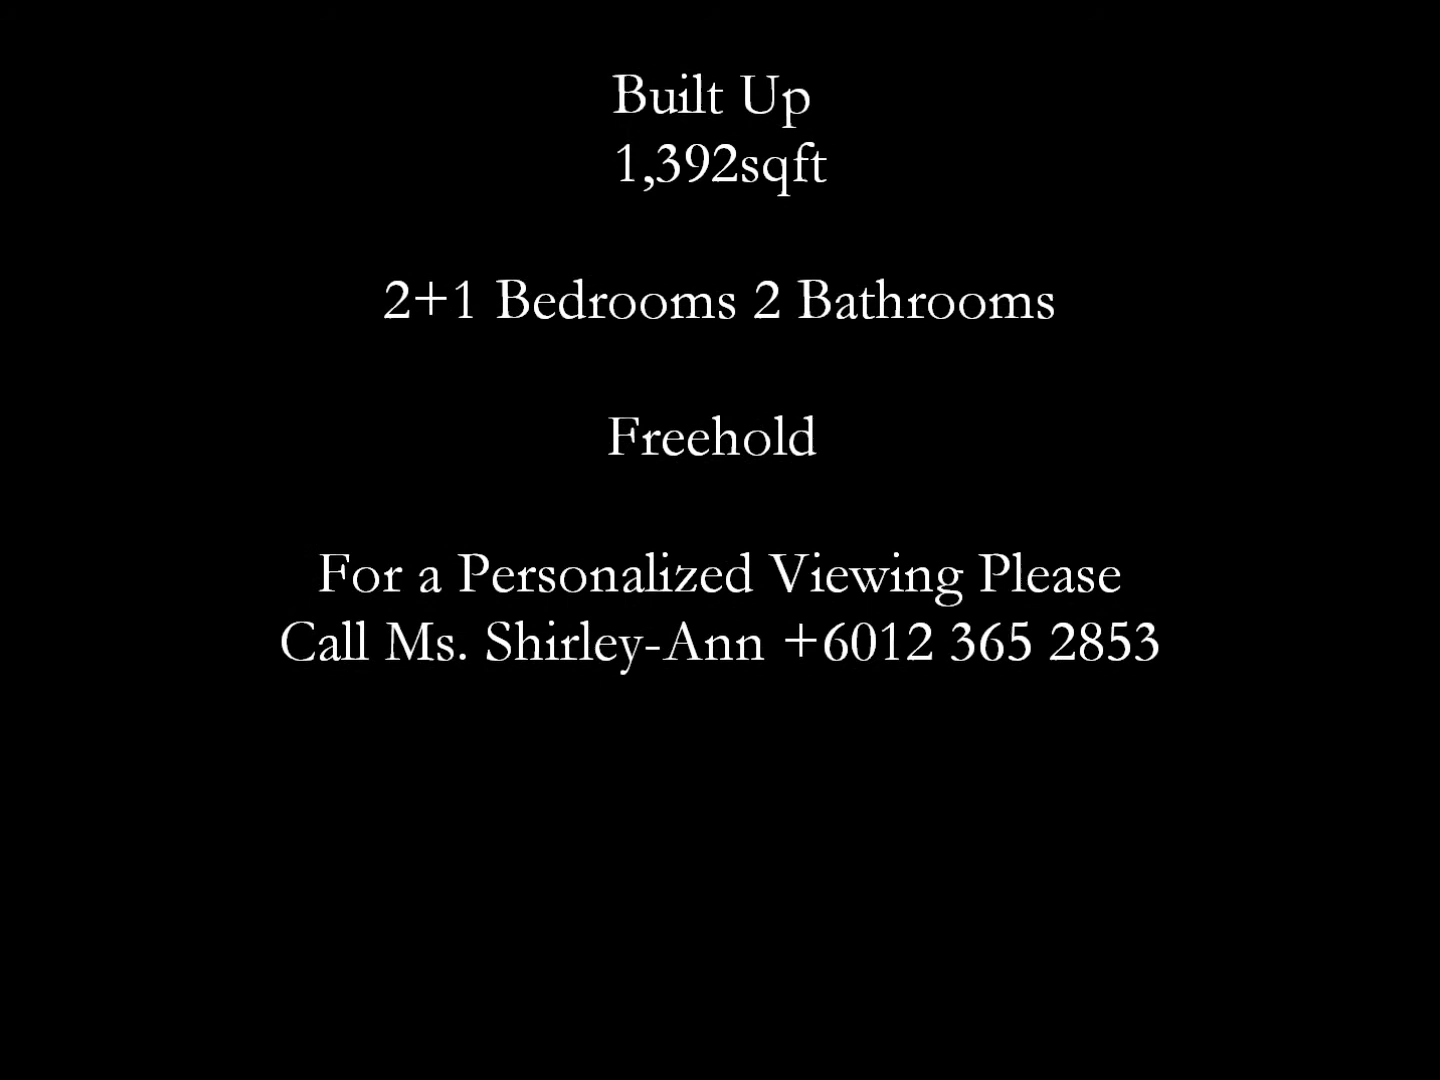 Built Up
1,392sqft
2+1 Bedrooms 2 Bathrooms
Freehold
For a Personalized Viewing Please
Call Ms. Shirley-Ann +6012 365 2853